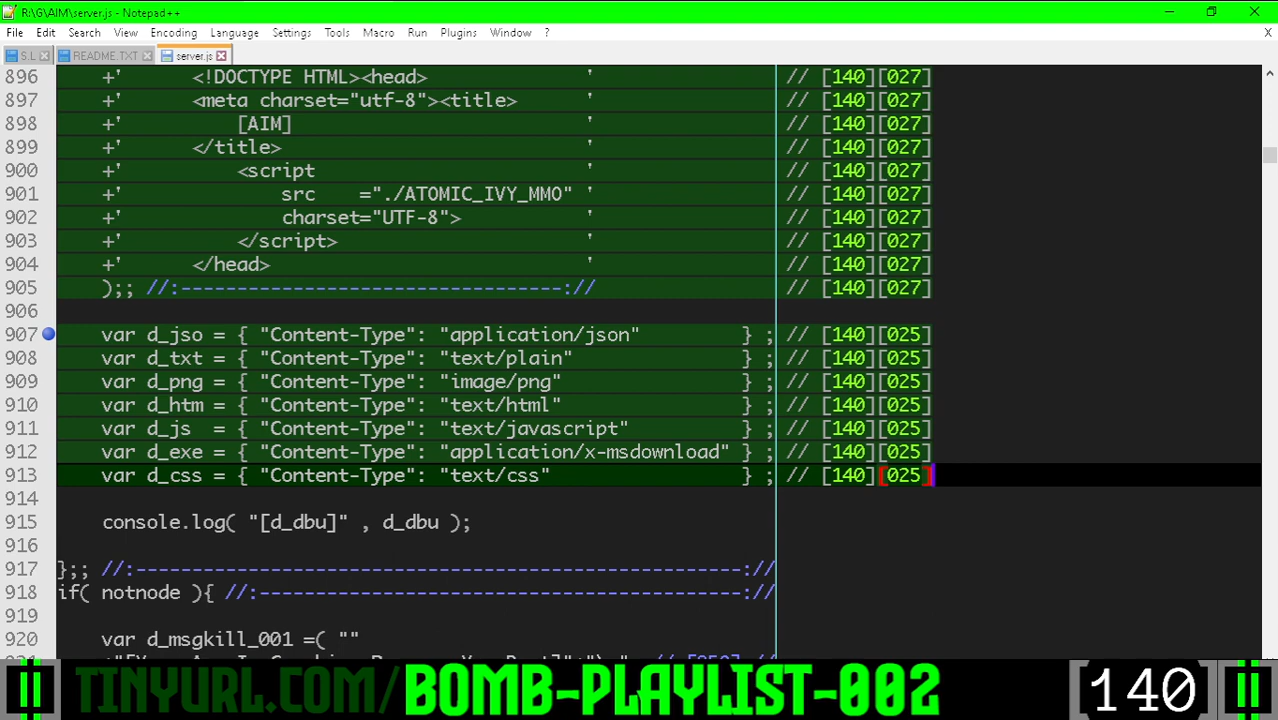 R:\G\AIM\server.js - Notepad++
File Edit Search View Encoding Language Settings Tools Macro Run Plugins Window ? X
S.L README.TXT server.js
896 +' <!DOCTYPE HTML><head> ' // [140][027]
897 +' <meta charset="utf-8"><title> ' // [140][027]
898 +' [AIM] ' // [140][027]
899 +' </title> ' // [140][027]
900 +' <script ' // [140][027]
901 +' src ="./ATOMIC_IVY_MMO" ' // [140][027]
902 +' charset="UTF-8"> ' // [140][027]
903 +' </script> ' // [140][027]
904 +' </head> ' // [140][027]
905 );; //:----------------------------------:// // [140][027]
906
907 var d_jso = { "Content-Type": "application/json" } ; // [140][025]
908 var d_txt = { "Content-Type": "text/plain" } ; // [140][025]
909 var d_png = { "Content-Type": "image/png" } ; // [140][025]
910 var d_htm = { "Content-Type": "text/html" } ; // [140][025]
911 var d_js = { "Content-Type": "text/javascript" } ; // [140][025]
912 var d_exe = { "Content-Type": "application/x-msdownload" } ; // [140][025]
913 var d_css = { "Content-Type": "text/css" } ; // [140][025]
914
915 console.log( "[d_dbu]" , d_dbu );
916
917 };; //:------------------------------------------------------://
918 if( notnode ){ //:-------------------------------------------://
919
920 var d_msgkill_001 =( ""
TINYURL.COM/BOMB-PLAYLIST-002 [140]